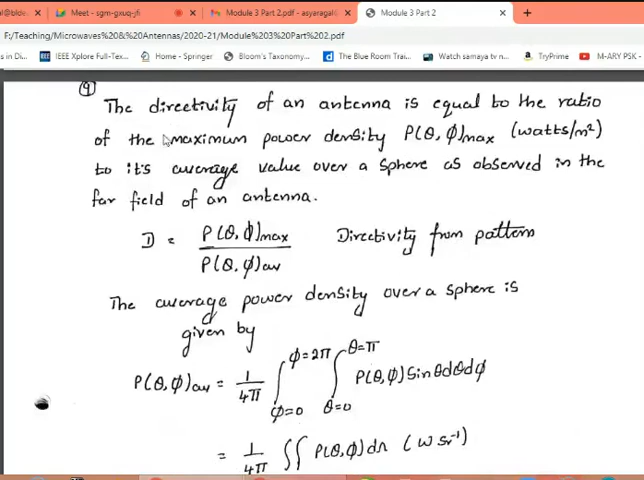 al@blde
Meet - sgm-gxuq-jfi
Module 3 Part 2.pdf - asyaragal@
Module 3 Part 2
F:/Teaching/Microwaves%20&%20Antennas/2020-21/Module%203%20Part%202.pdf
s in D...
IEEE Xplore Full-Tex...
Home - Springer
Bloom's Taxonomy...
The Blue Room Trai...
Watch samaya tv n...
TryPrime
M-ARY PSK -
9
The directivity of an antenna is equal to the ratio
of the maximum power density P(θ, ϕ)max (watts/m²)
to it's average value over a sphere as observed in the
far field of an antenna.
D = P(θ, ϕ)max / P(θ, ϕ)av Directivity from pattern
The average power density over a sphere is
given by
P(θ, ϕ)av = 1/4π ∫ϕ=0^ϕ=2π ∫θ=0^θ=π P(θ, ϕ) Sinθ dθ dϕ
= 1/4π ∫∫ P(θ, ϕ) dΩ (W sr⁻¹)